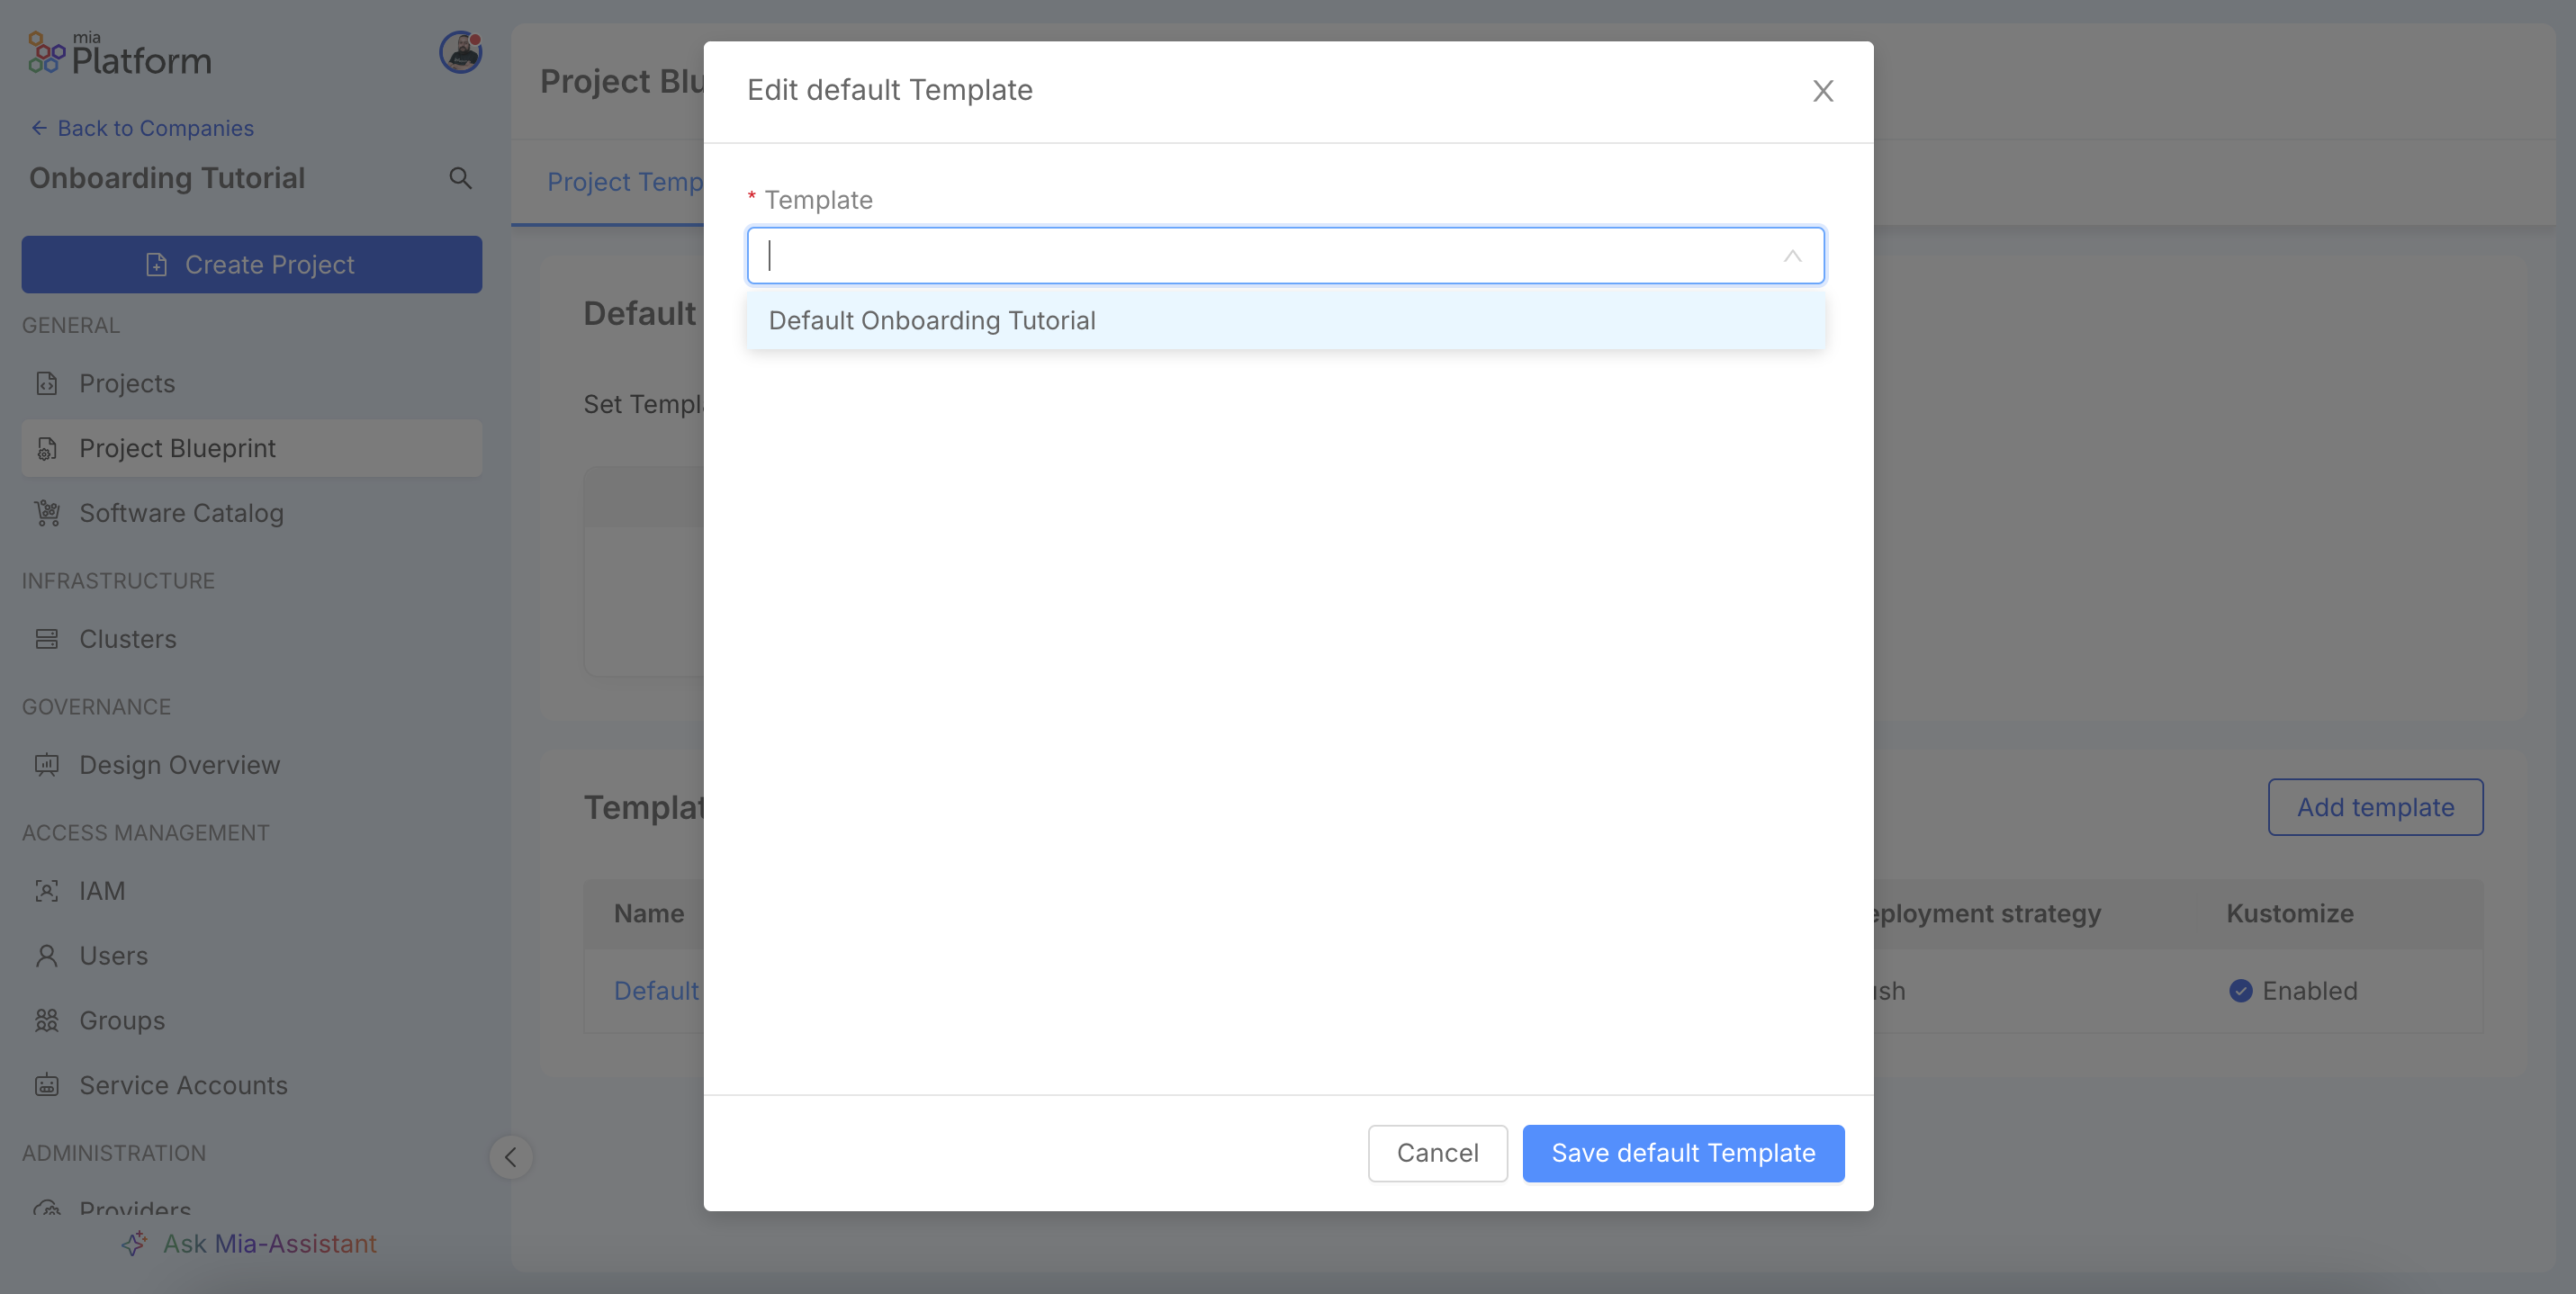 mia
Platform
Back to Companies
Onboarding Tutorial
Create Project
GENERAL
Projects
Project Blueprint
Software Catalog
INFRASTRUCTURE
Clusters
GOVERNANCE
Design Overview
ACCESS MANAGEMENT
IAM
Users
Groups
Service Accounts
ADMINISTRATION
Providers
Ask Mia-Assistant
Project Blu
Project Temp
Default
Set Templa
Templat
Add template
Name
eployment strategy
Kustomize
Default
sh
Enabled
Edit default Template
* Template
Default Onboarding Tutorial
Cancel
Save default Template